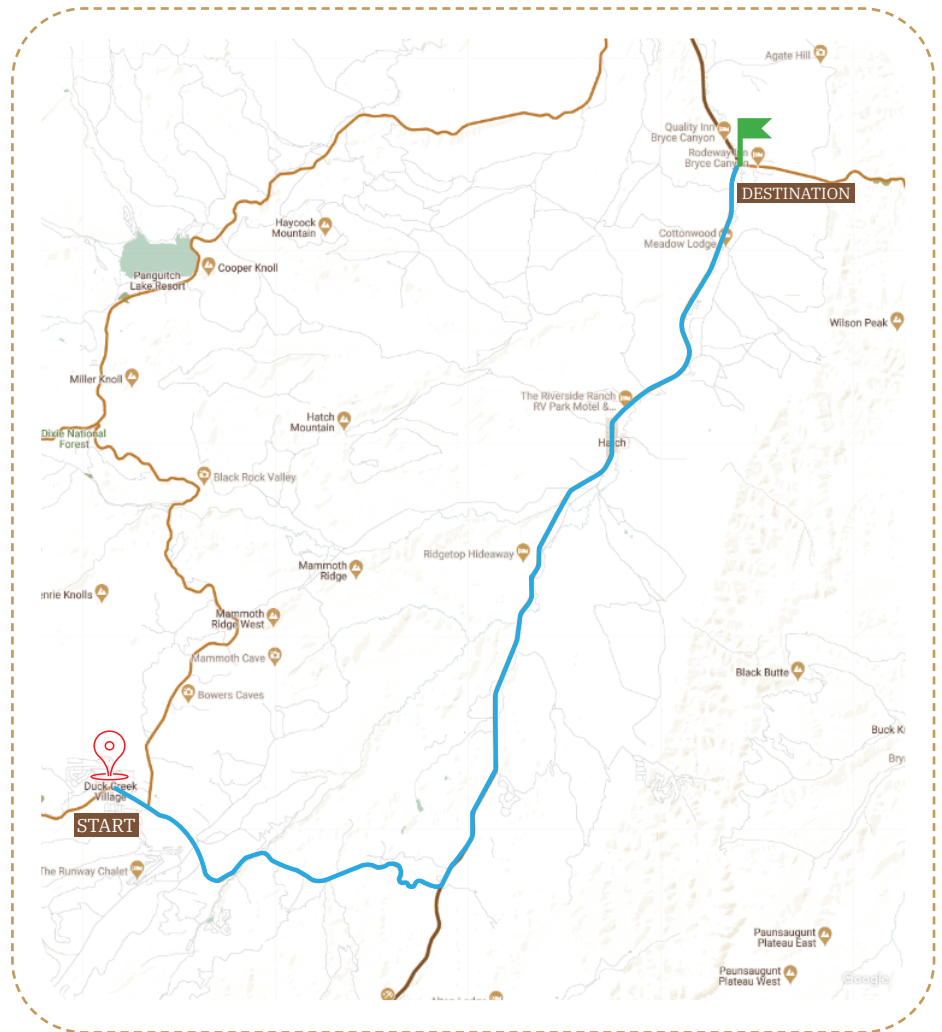 Agate Hill
Quality Inn
Bryce Canyon
Rodeway Inn
Bryce Canyon
DESTINATION
Haycock
Mountain
Cottonwood
Meadow Lodge
Cooper Knoll
Panguitch
Lake Resort
Wilson Peak
Miller Knoll
The Riverside Ranch
RV Park Motel &...
Hatch
Mountain
Dixie National
Forest
Hatch
Black Rock Valley
Ridgetop Hideaway
Mammoth
Ridge
enrie Knolls
Mammoth
Ridge West
Mammoth Cave
Black Butte
Bowers Caves
Buck K
Bry
Duck Creek
Village
START
The Runway Chalet
Paunsaugunt
Plateau East
Paunsaugunt
Plateau West
Google